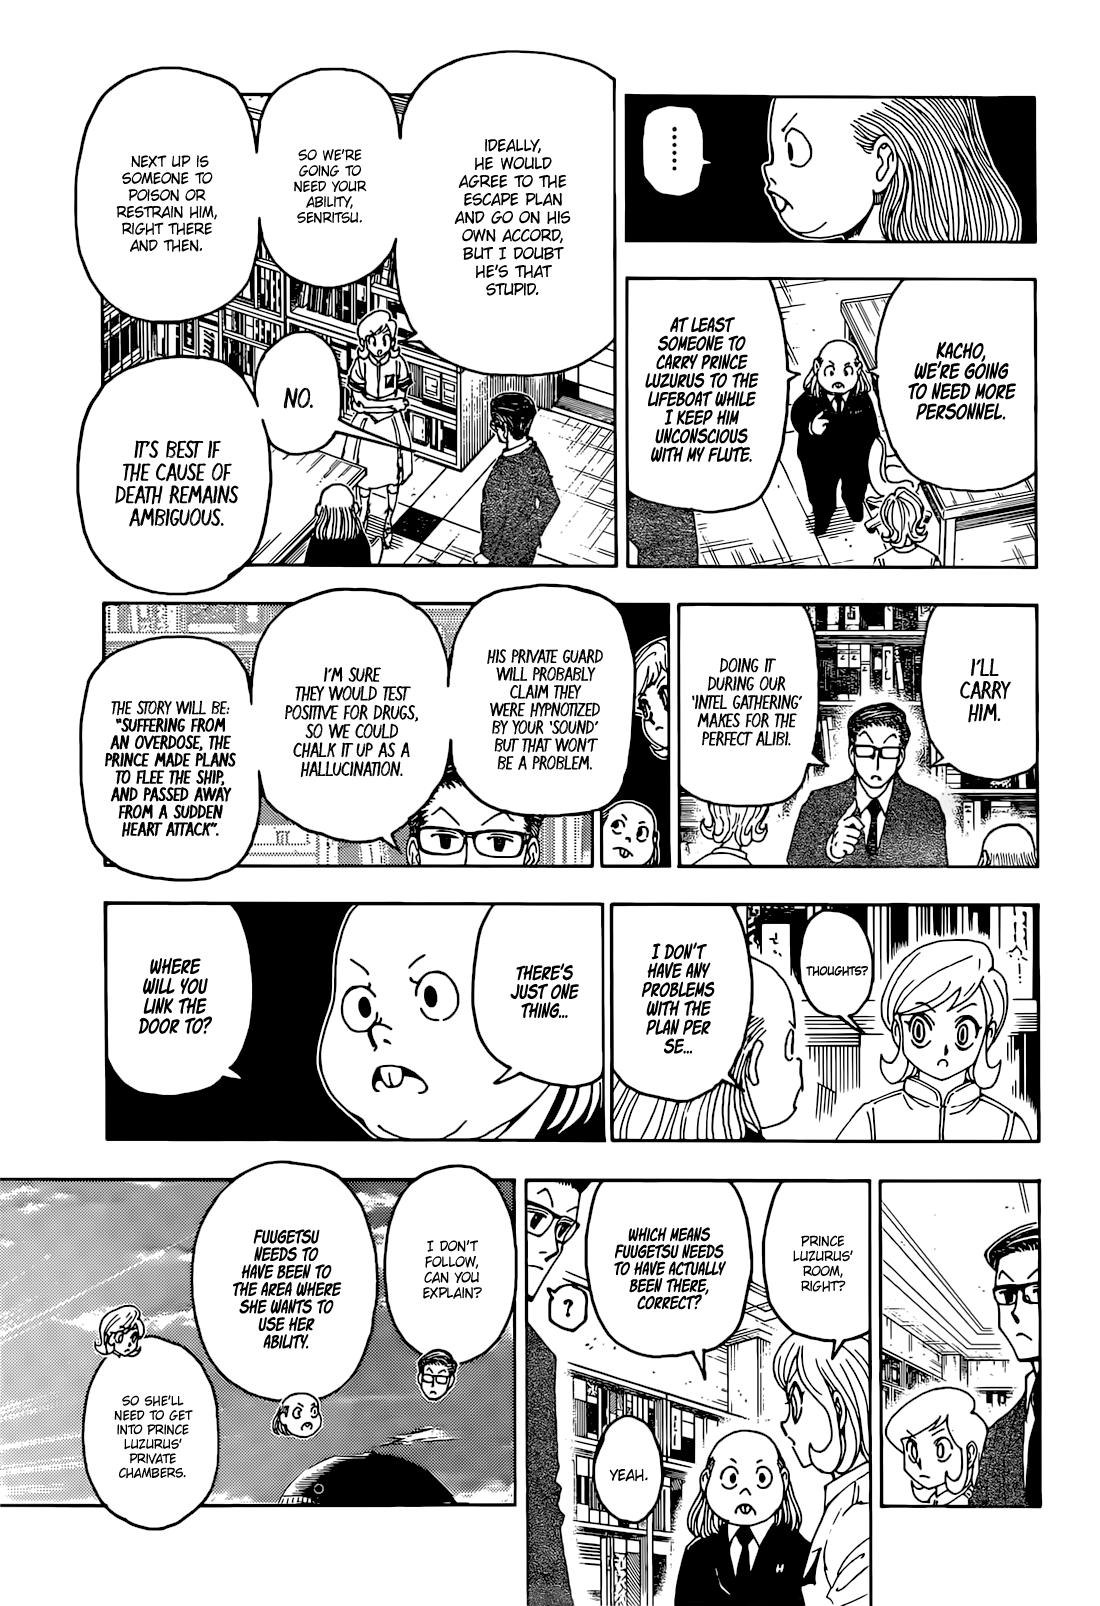 ......
KACHO,
WE'RE GOING
TO NEED MORE
PERSONNEL.
AT LEAST
SOMEONE TO
CARRY PRINCE
LUZURUS TO THE
LIFEBOAT WHILE
I KEEP HIM
UNCONSCIOUS
WITH MY FLUTE.
IDEALLY,
HE WOULD
AGREE TO THE
ESCAPE PLAN
AND GO ON HIS
OWN ACCORD,
BUT I DOUBT
HE'S THAT
STUPID.
SO WE'RE
GOING TO
NEED YOUR
ABILITY,
SENRITSU.
NEXT UP IS
SOMEONE TO
POISON OR
RESTRAIN HIM,
RIGHT THERE
AND THEN.
NO.
IT'S BEST IF
THE CAUSE OF
DEATH REMAINS
AMBIGUOUS.
I'LL
CARRY
HIM.
DOING IT
DURING OUR
'INTEL GATHERING'
MAKES FOR THE
PERFECT ALIBI.
HIS PRIVATE GUARD
WILL PROBABLY
CLAIM THEY
WERE HYPNOTIZED
BY YOUR 'SOUND'
BUT THAT WON'T
BE A PROBLEM.
I'M SURE
THEY WOULD TEST
POSITIVE FOR DRUGS,
SO WE COULD
CHALK IT UP AS A
HALLUCINATION.
THE STORY WILL BE:
"SUFFERING FROM
AN OVERDOSE, THE
PRINCE MADE PLANS
TO FLEE THE SHIP,
AND PASSED AWAY
FROM A SUDDEN
HEART ATTACK".
THOUGHTS?
I DON'T
HAVE ANY
PROBLEMS
WITH THE
PLAN PER
SE...
THERE'S
JUST ONE
THING...
WHERE
WILL YOU
LINK THE
DOOR TO?
PRINCE
LUZURUS'
ROOM,
RIGHT?
WHICH MEANS
FUUGETSU NEEDS
TO HAVE ACTUALLY
BEEN THERE,
CORRECT?
?
YEAH.
H
I DON'T
FOLLOW,
CAN YOU
EXPLAIN?
FUUGETSU
NEEDS TO
HAVE BEEN TO
THE AREA WHERE
SHE WANTS TO
USE HER
ABILITY.
SO SHE'LL
NEED TO GET
INTO PRINCE
LUZURUS'
PRIVATE
CHAMBERS.